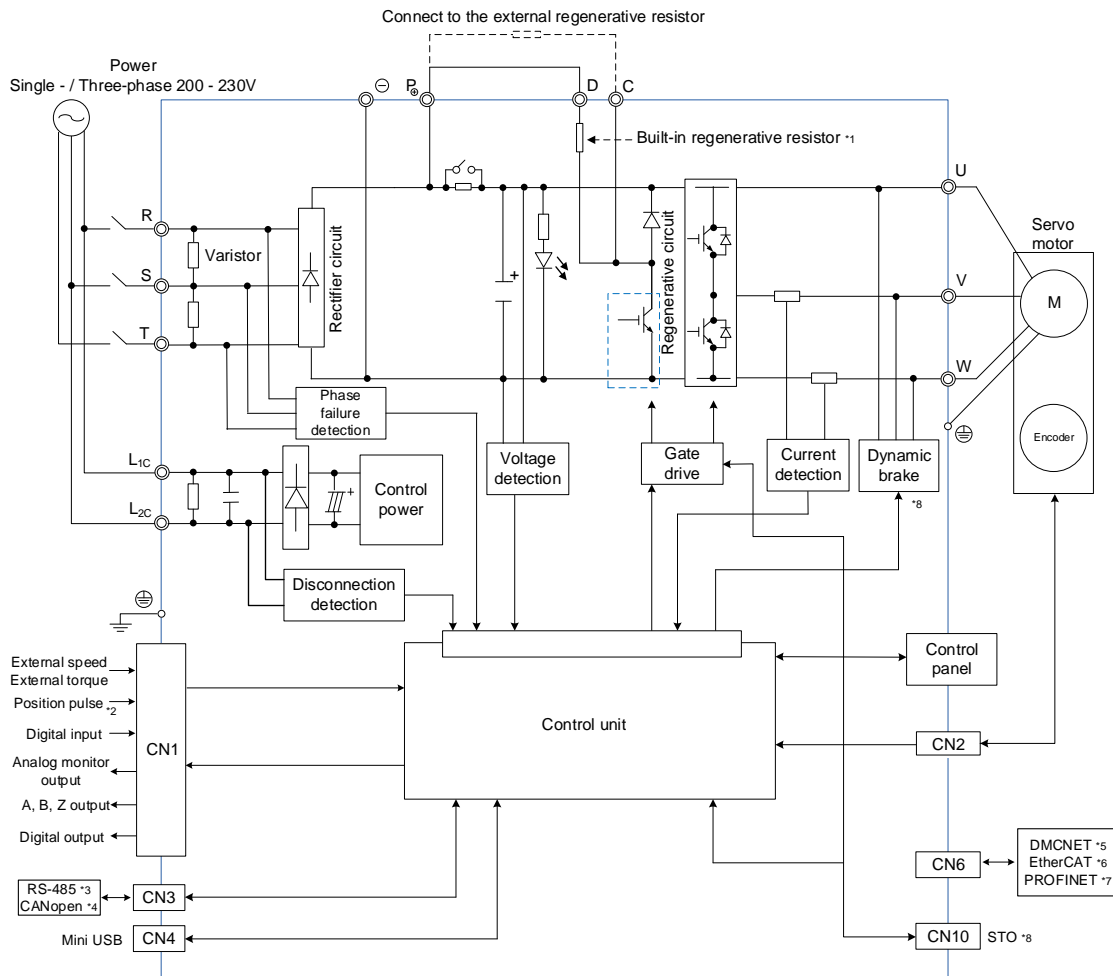 Connect to the external regenerative resistor
Power
Single - / Three-phase 200 - 230V
⊖
P⊕
D
C
Built-in regenerative resistor *1
U
R
Varistor
Rectifier circuit
Regenerative circuit
Servo
motor
S
V
M
T
W
Phase
failure
detection
L1C
Voltage
detection
Gate
drive
Current
detection
Dynamic
brake
*8
Encoder
Control
power
L2C
Disconnection
detection
External speed
External torque
Position pulse *2
Digital input
Analog monitor
output
A, B, Z output
Digital output
CN1
Control unit
Control
panel
CN2
DMCNET *5
EtherCAT *6
PROFINET *7
CN6
RS-485 *3
CANopen *4
CN3
Mini USB
CN4
CN10
STO *8
+
+